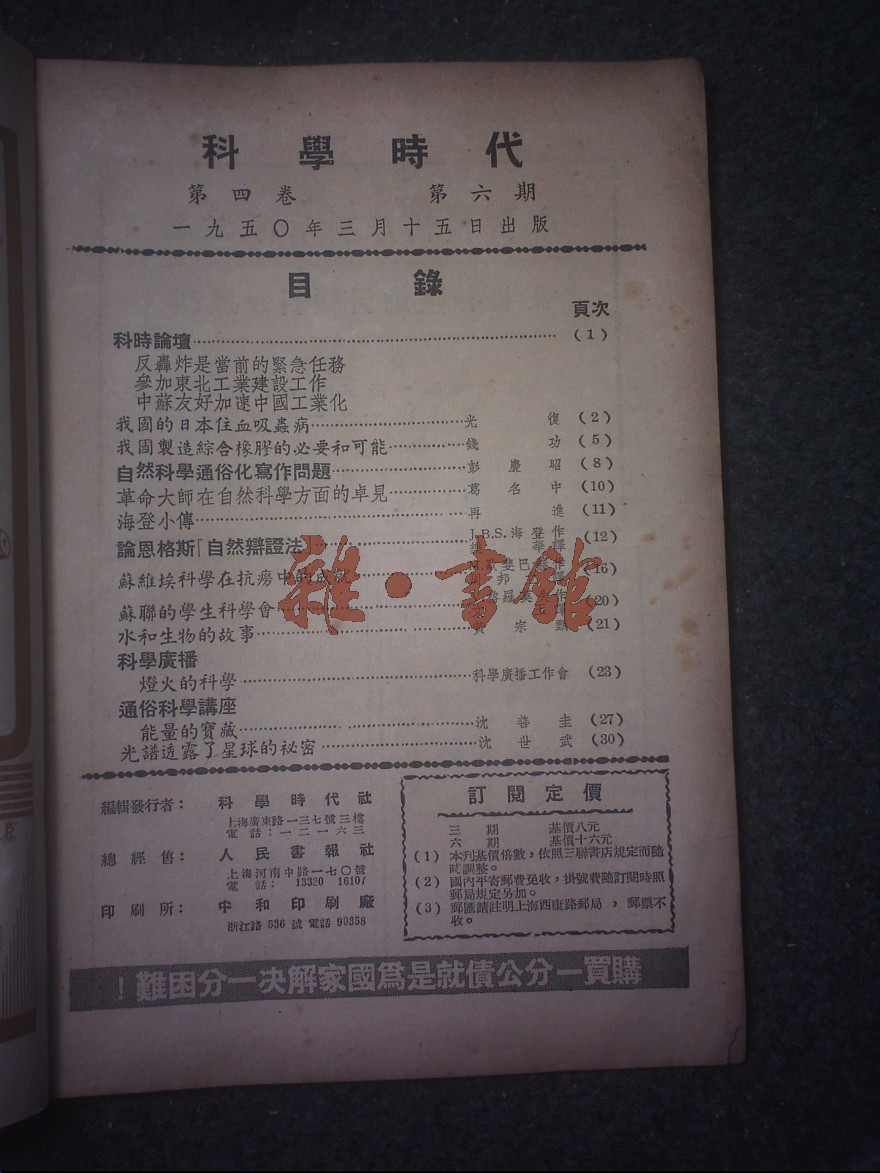 科學時代
第四卷 第六期
一九五〇年三月十五日出版
目錄
頁次
科時論壇 (1)
反轟炸是當前的緊急任務
參加東北工業建設工作
中蘇友好加速中國工業化
我國的日本住血吸蟲病 光復 (2)
我國製造綜合橡膠的必要和可能 錢功 (5)
自然科學通俗化寫作問題 彭慶昭 (8)
革命大師在自然科學方面的卓見 葛名中 (10)
海登小傳 再進 (11)
論恩格斯「自然辯證法」 J.B.S.海登作 華譯 (12)
蘇維埃科學在抗癆中的成就 (16)
蘇聯的學生科學會 (20)
水和生物的故事 黃宗甄 (21)
科學廣播
燈火的科學 科學廣播工作會 (23)
通俗科學講座
能量的寶藏 沈善圭 (27)
光譜透露了星球的祕密 沈世武 (30)
雜·書館
編輯發行者: 科學時代社
上海廣東路一三七號三樓
電話:一二一六三
總經售: 人民書報社
上海河南中路一七〇號
電話: 13320 16107
印刷所: 中和印刷廠
浙江路 536 號 電話 90358
訂閱定價
三期 基價八元
六期 基價十六元
(1) 本刊基價倍數,依照三聯書店規定而隨
時調整。
(2) 國內平寄郵費免收,掛號費隨訂閱時照
郵局規定另加。
(3) 郵匯請註明上海西康路郵局,郵票不
收。
!難困分一决解家國爲是就債公分一買購